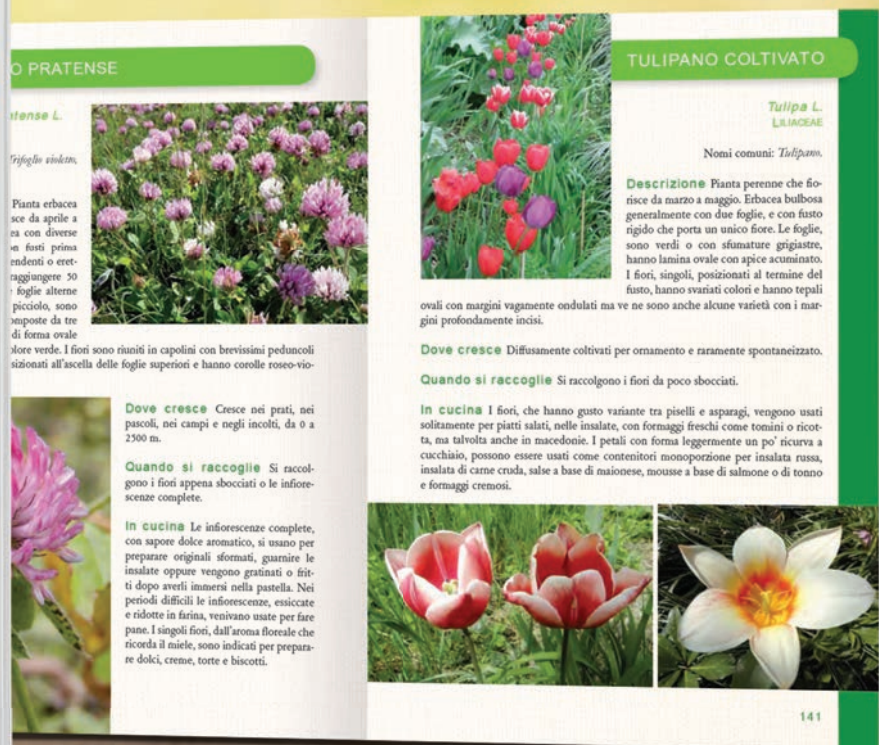 O PRATENSE
atense L.
Trifoglio violetto,
Pianta erbacea
sce da aprile a
ea con diverse
on fusti prima
endenti o eret-
raggiungere 50
foglie alterne
picciolo, sono
omposte da tre
di forma ovale
olore verde. I fiori sono riuniti in capolini con brevissimi peduncoli
sizionati all'ascella delle foglie superiori e hanno corolle roseo-vio-
Dove cresce Cresce nei prati, nei
pascoli, nei campi e negli incolti, da 0 a
2500 m.
Quando si raccoglie Si raccol-
gono i fiori appena sbocciati o le infiore-
scenze complete.
In cucina Le infiorescenze complete,
con sapore dolce aromatico, si usano per
preparare originali sformati, guarnire le
insalate oppure vengono gratinati o frit-
ti dopo averli immersi nella pastella. Nei
periodi difficili le infiorescenze, essiccate
e ridotte in farina, venivano usate per fare
pane. I singoli fiori, dall'aroma floreale che
ricorda il miele, sono indicati per prepara-
re dolci, creme, torte e biscotti.
TULIPANO COLTIVATO
Tulipa L.
LILIACEAE
Nomi comuni: Tulipano.
Descrizione Pianta perenne che fio-
risce da marzo a maggio. Erbacea bulbosa
generalmente con due foglie, e con fusto
rigido che porta un unico fiore. Le foglie,
sono verdi o con sfumature grigiastre,
hanno lamina ovale con apice acuminato.
I fiori, singoli, posizionati al termine del
fusto, hanno svariati colori e hanno tepali
ovali con margini vagamente ondulati ma ve ne sono anche alcune varietà con i mar-
gini profondamente incisi.
Dove cresce Diffusamente coltivati per ornamento e raramente spontaneizzato.
Quando si raccoglie Si raccolgono i fiori da poco sbocciati.
In cucina I fiori, che hanno gusto variante tra piselli e asparagi, vengono usati
solitamente per piatti salati, nelle insalate, con formaggi freschi come tomini o ricot-
ta, ma talvolta anche in macedonie. I petali con forma leggermente un po' ricurva a
cucchiaio, possono essere usati come contenitori monoporzione per insalata russa,
insalata di carne cruda, salse a base di maionese, mousse a base di salmone o di tonno
e formaggi cremosi.
141